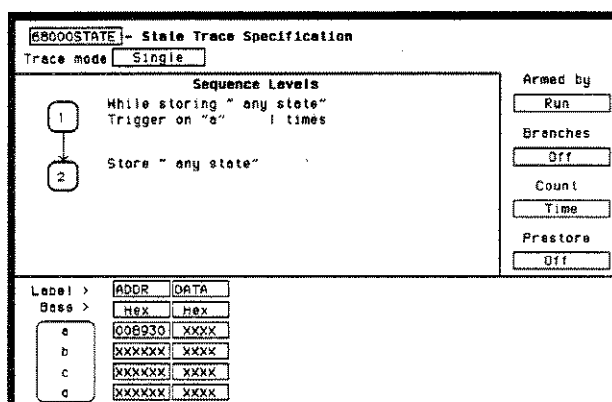 68000STATE - State Trace Specification
Trace mode Single
Sequence Levels
1
While storing " any state"
Trigger on "a" 1 times
2
Store " any state"
Armed by
Run
Branches
Off
Count
Time
Prestore
Off
Label > ADDR DATA
Base > Hex Hex
a 008930 XXXX
b XXXXXX XXXX
c XXXXXX XXXX
d XXXXXX XXXX